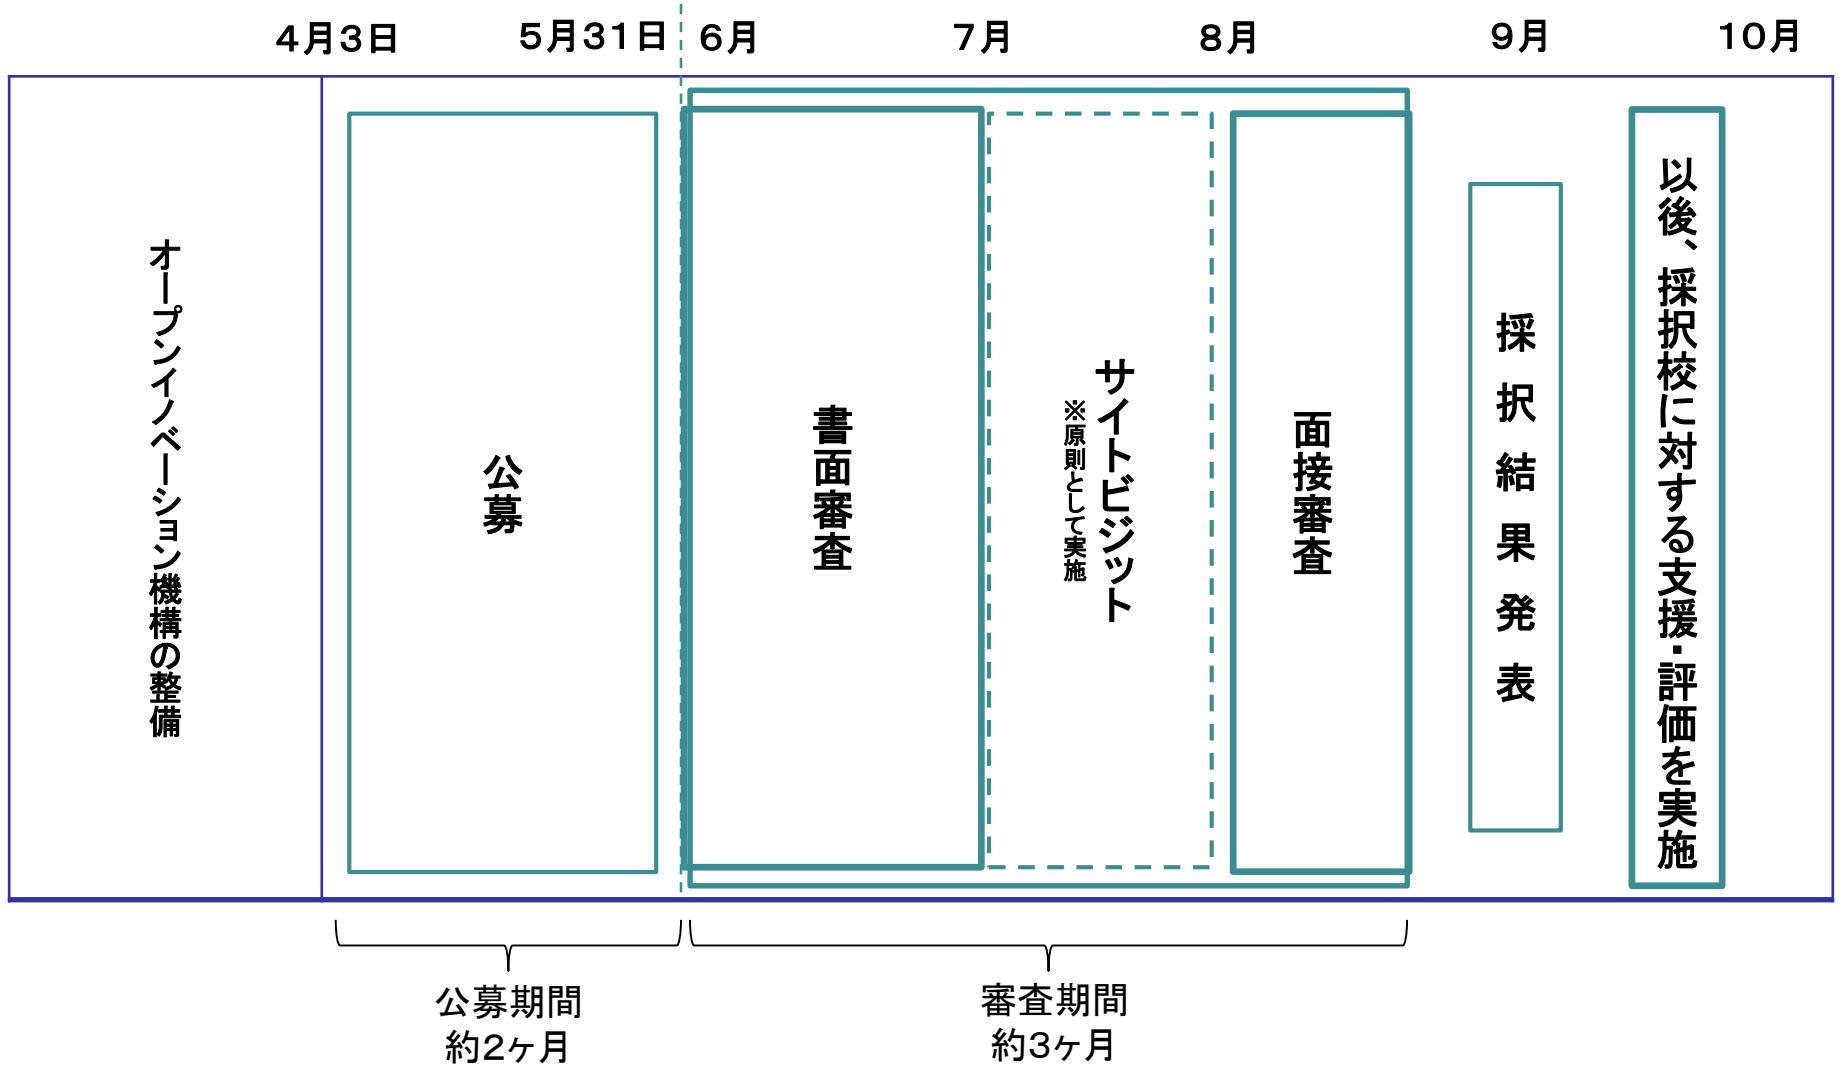 4月3日
5月31日
6月
7月
8月
9月
10月
オープンイノベーション機構の整備
公募
書面審査
サイトビジット
※原則として実施
面接審査
採択結果発表
以後、採択校に対する支援・評価を実施
公募期間
約2ヶ月
審査期間
約3ヶ月